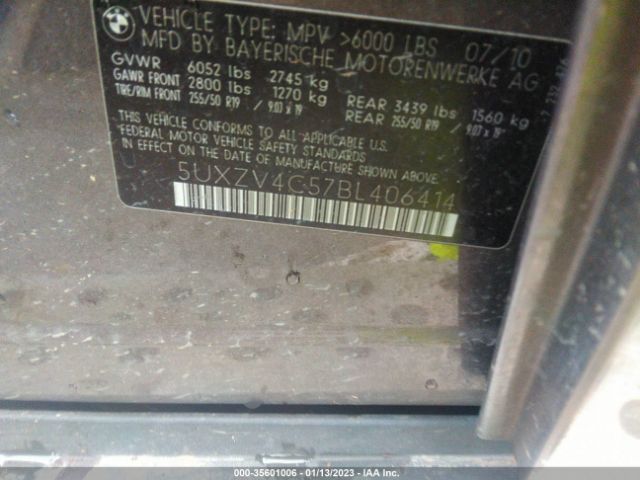 BMW
VEHICLE TYPE: MPV >6000 LBS 07/10
MFD BY BAYERISCHE MOTORENWERKE AG
GVWR 6052 lbs 2745 kg
GAWR FRONT 2800 lbs 1270 kg REAR 3439 lbs 1560 kg
TIRE/RIM FRONT 255/50 R19 / 9.0J x 19" REAR 255/50 R19 / 9.0J x 19"
THIS VEHICLE CONFORMS TO ALL APPLICABLE U.S.
FEDERAL MOTOR VEHICLE SAFETY STANDARDS
IN EFFECT ON THE DATE OF MANUFACTURE SHOWN ABOVE.
5UXZV4C57BL406414
000-35601006 - 01/13/2023 - IAA Inc.